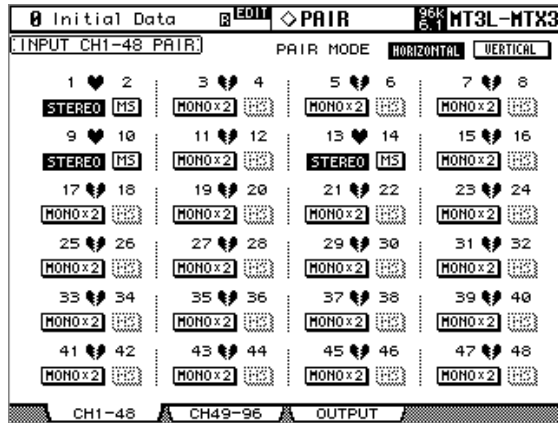 0 Initial Data R EDIT ◇PAIR 96k 6.1 MT3L-MTX3
INPUT CH1-48 PAIR PAIR MODE HORIZONTAL VERTICAL
1 2 3 4 5 6 7 8
STEREO MS MONO×2 MS MONO×2 MS MONO×2 MS
9 10 11 12 13 14 15 16
STEREO MS MONO×2 MS STEREO MS MONO×2 MS
17 18 19 20 21 22 23 24
MONO×2 MS MONO×2 MS MONO×2 MS MONO×2 MS
25 26 27 28 29 30 31 32
MONO×2 MS MONO×2 MS MONO×2 MS MONO×2 MS
33 34 35 36 37 38 39 40
MONO×2 MS MONO×2 MS MONO×2 MS MONO×2 MS
41 42 43 44 45 46 47 48
MONO×2 MS MONO×2 MS MONO×2 MS MONO×2 MS
CH1-48 CH49-96 OUTPUT